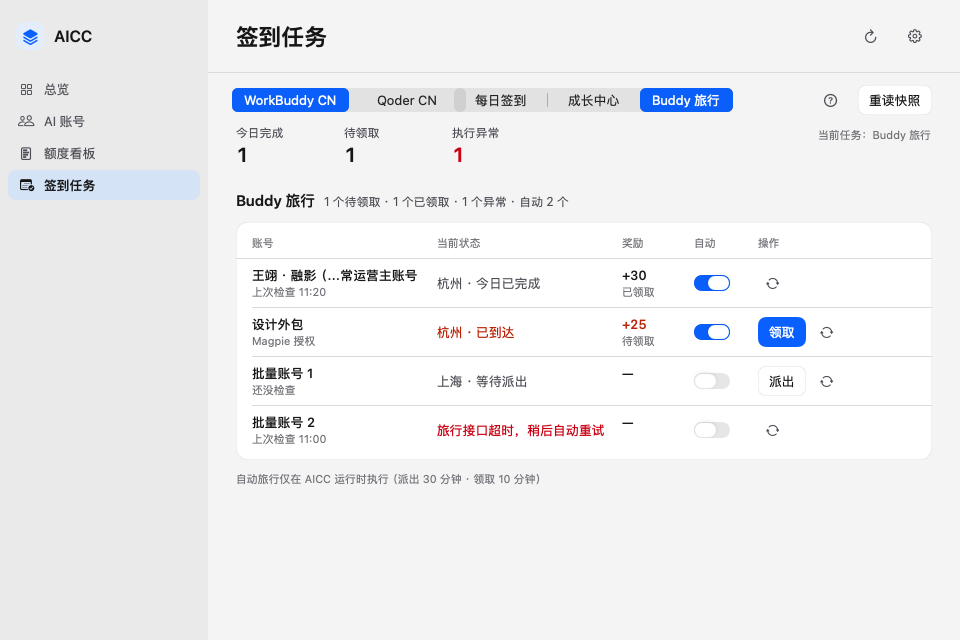 AICC
总览
AI 账号
额度看板
签到任务
签到任务
WorkBuddy CN
Qoder CN
每日签到
成长中心
Buddy 旅行
重读快照
今日完成
1
待领取
1
执行异常
1
当前任务: Buddy 旅行
Buddy 旅行 1 个待领取 · 1 个已领取 · 1 个异常 · 自动 2 个
账号 当前状态 奖励 自动 操作
王翊 · 融影 (...常运营主账号
上次检查 11:20
杭州 · 今日已完成
+30
已领取
设计外包
Magpie 授权
杭州 · 已到达
+25
待领取
领取
批量账号 1
还没检查
上海 · 等待派出
—
派出
批量账号 2
上次检查 11:00
旅行接口超时，稍后自动重试
—
自动旅行仅在 AICC 运行时执行 (派出 30 分钟 · 领取 10 分钟)